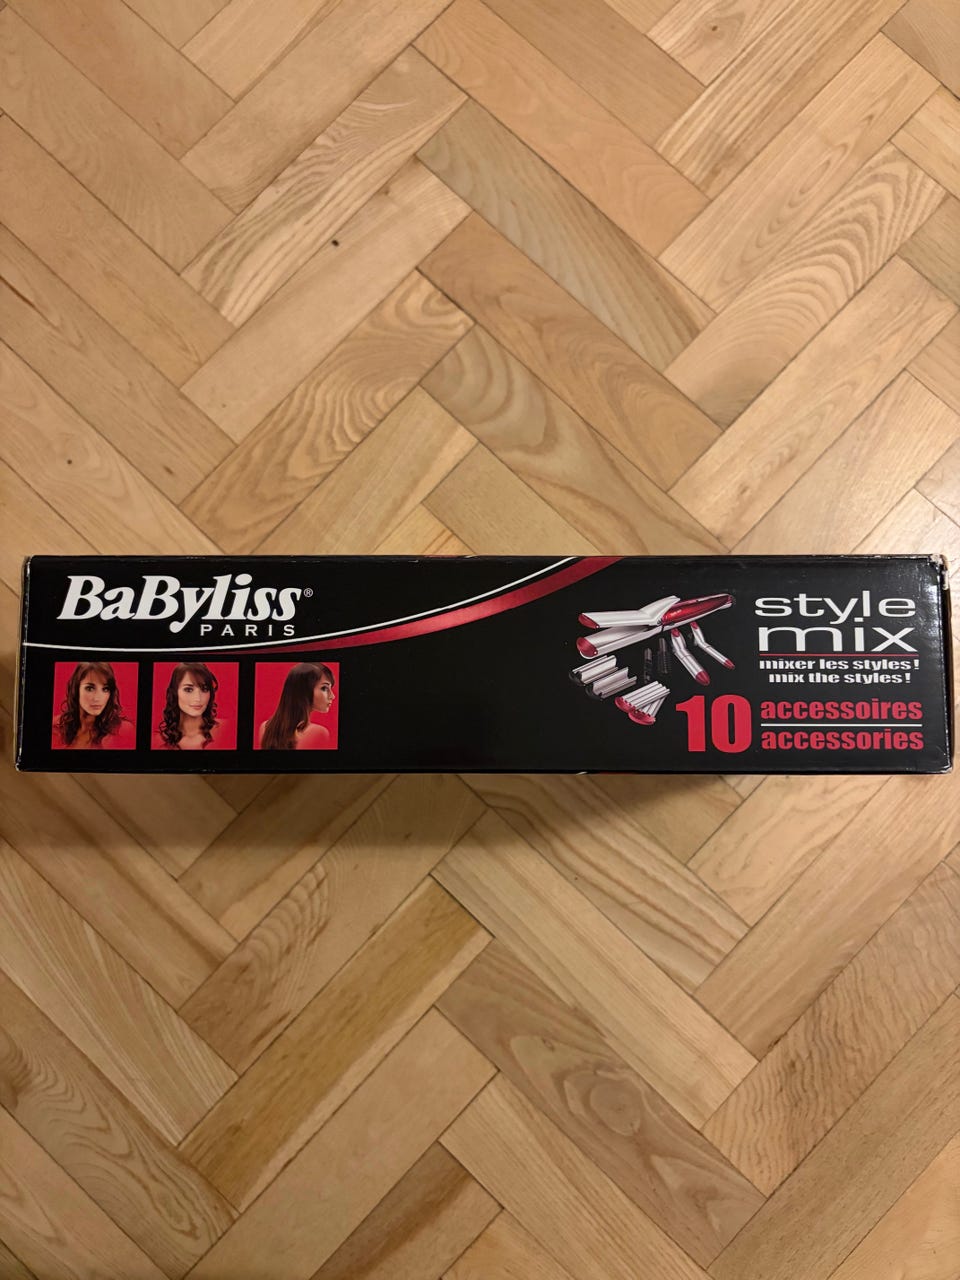 BaByliss®
PARIS
style
mix
mixer les styles !
mix the styles !
10
accessoires
accessories